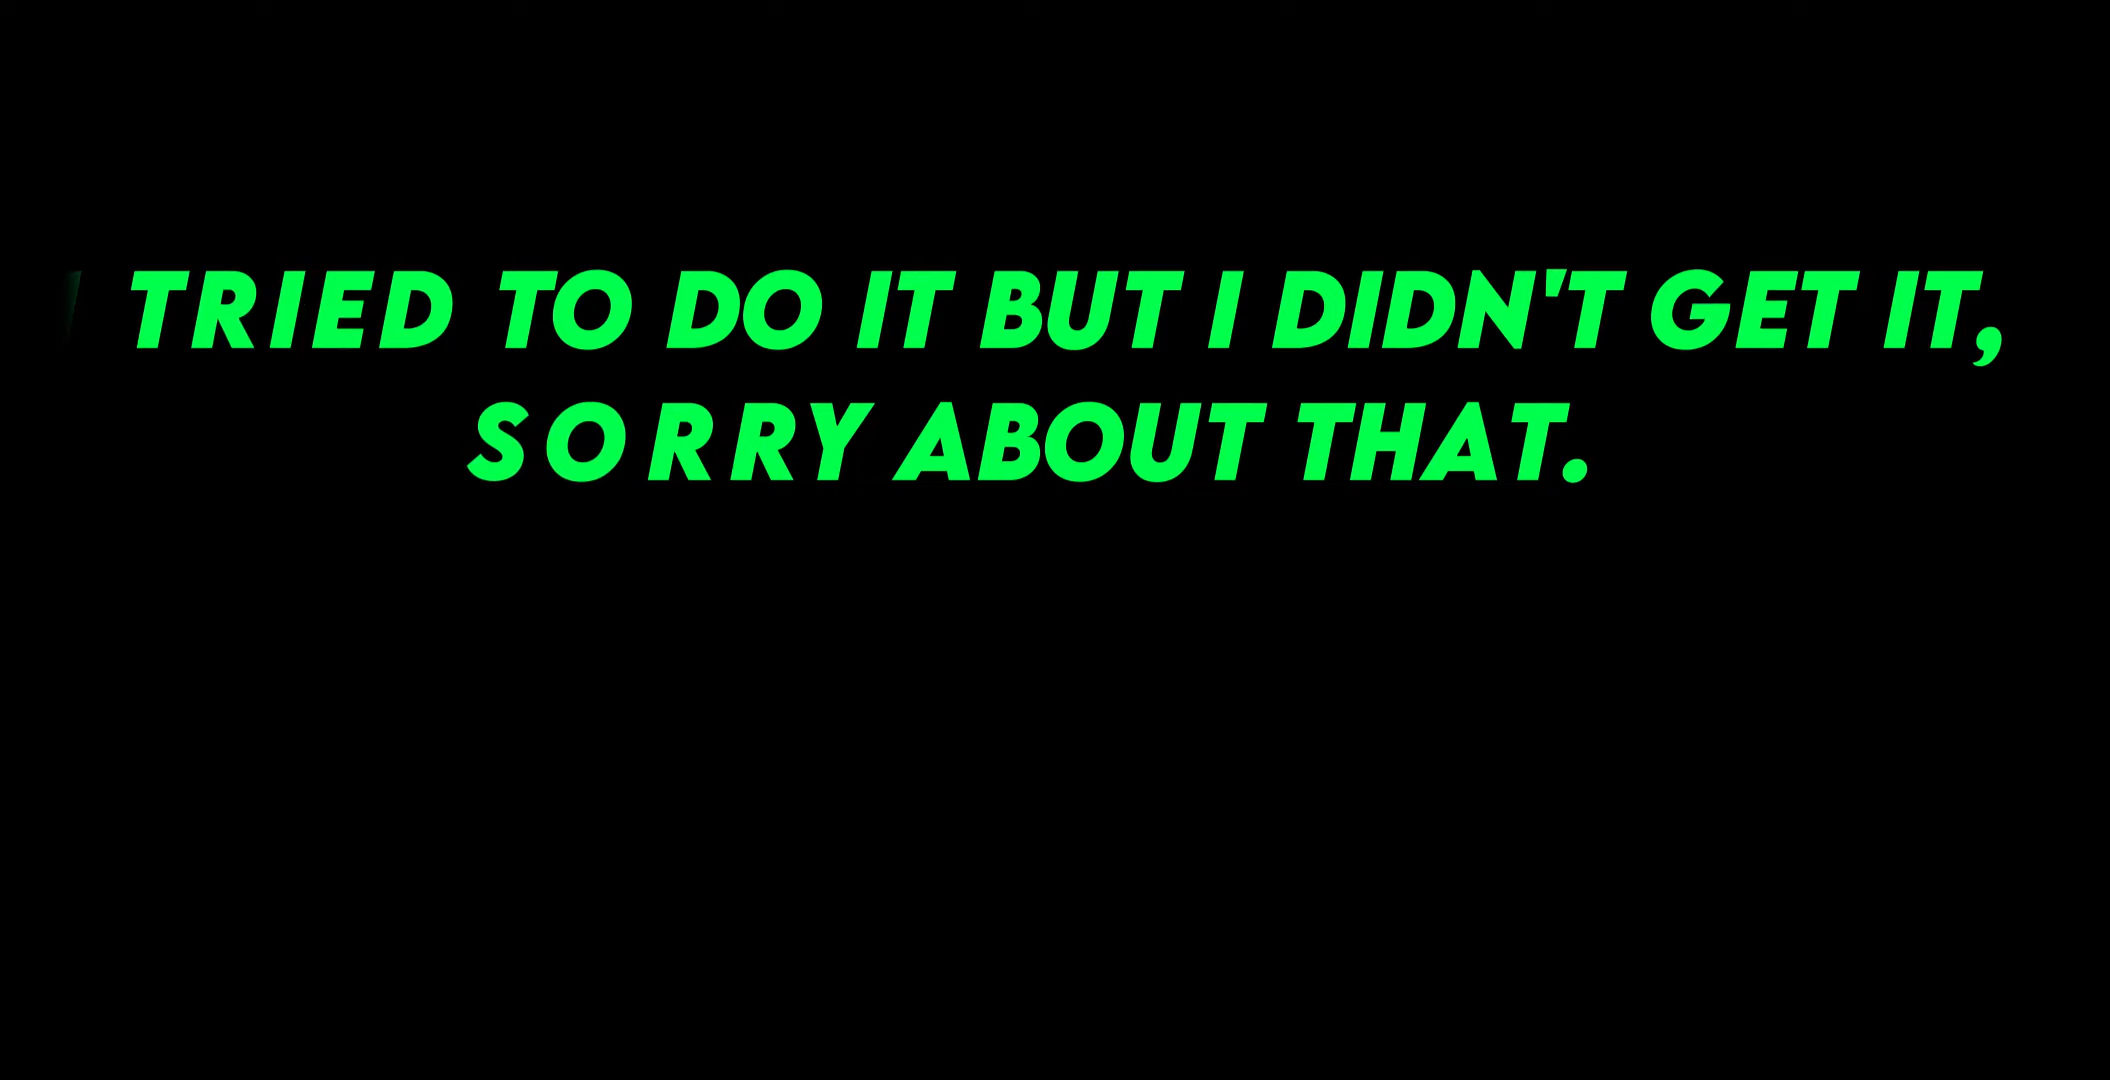 TRIED TO DO IT BUT I DIDN'T GET IT,
SORRY ABOUT THAT.